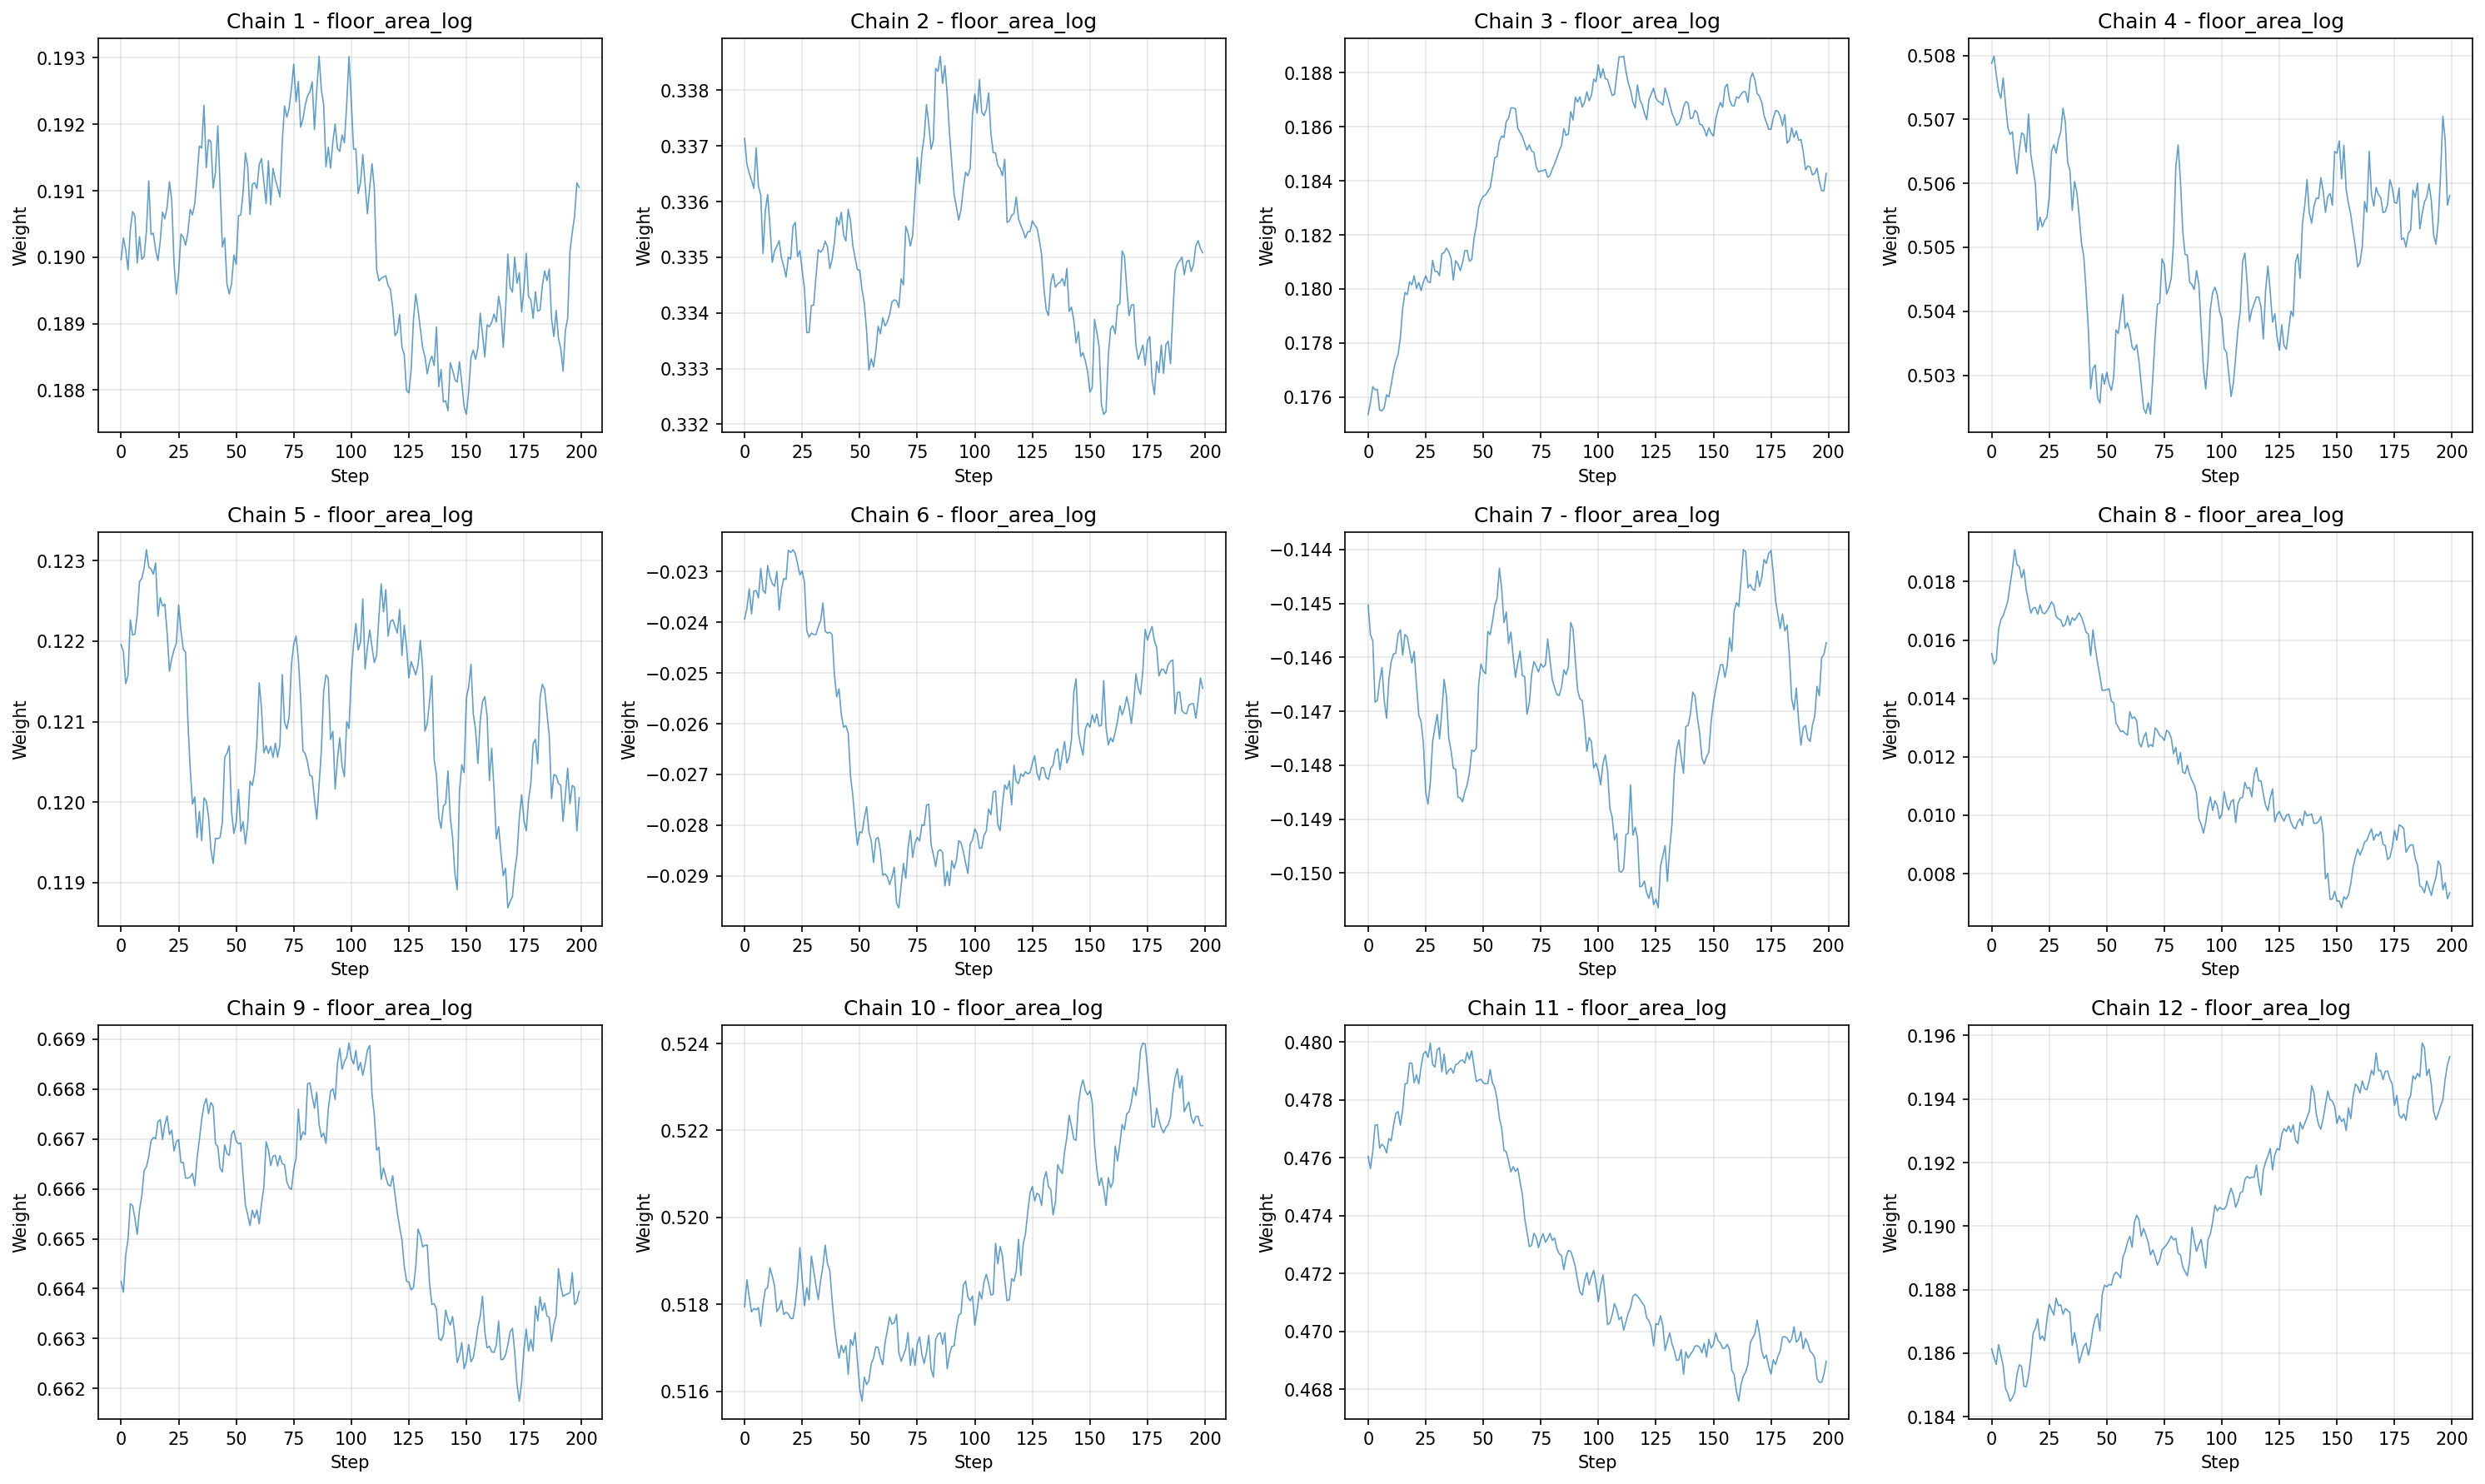 Chain 1 - floor_area_log
Weight
0.193
0.192
0.191
0.190
0.189
0.188
0 25 50 75 100 125 150 175 200
Step
Chain 2 - floor_area_log
Weight
0.338
0.337
0.336
0.335
0.334
0.333
0.332
0 25 50 75 100 125 150 175 200
Step
Chain 3 - floor_area_log
Weight
0.188
0.186
0.184
0.182
0.180
0.178
0.176
0 25 50 75 100 125 150 175 200
Step
Chain 4 - floor_area_log
Weight
0.508
0.507
0.506
0.505
0.504
0.503
0 25 50 75 100 125 150 175 200
Step
Chain 5 - floor_area_log
Weight
0.123
0.122
0.121
0.120
0.119
0 25 50 75 100 125 150 175 200
Step
Chain 6 - floor_area_log
Weight
−0.023
−0.024
−0.025
−0.026
−0.027
−0.028
−0.029
0 25 50 75 100 125 150 175 200
Step
Chain 7 - floor_area_log
Weight
−0.144
−0.145
−0.146
−0.147
−0.148
−0.149
−0.150
0 25 50 75 100 125 150 175 200
Step
Chain 8 - floor_area_log
Weight
0.018
0.016
0.014
0.012
0.010
0.008
0 25 50 75 100 125 150 175 200
Step
Chain 9 - floor_area_log
Weight
0.669
0.668
0.667
0.666
0.665
0.664
0.663
0.662
0 25 50 75 100 125 150 175 200
Step
Chain 10 - floor_area_log
Weight
0.524
0.522
0.520
0.518
0.516
0 25 50 75 100 125 150 175 200
Step
Chain 11 - floor_area_log
Weight
0.480
0.478
0.476
0.474
0.472
0.470
0.468
0 25 50 75 100 125 150 175 200
Step
Chain 12 - floor_area_log
Weight
0.196
0.194
0.192
0.190
0.188
0.186
0.184
0 25 50 75 100 125 150 175 200
Step